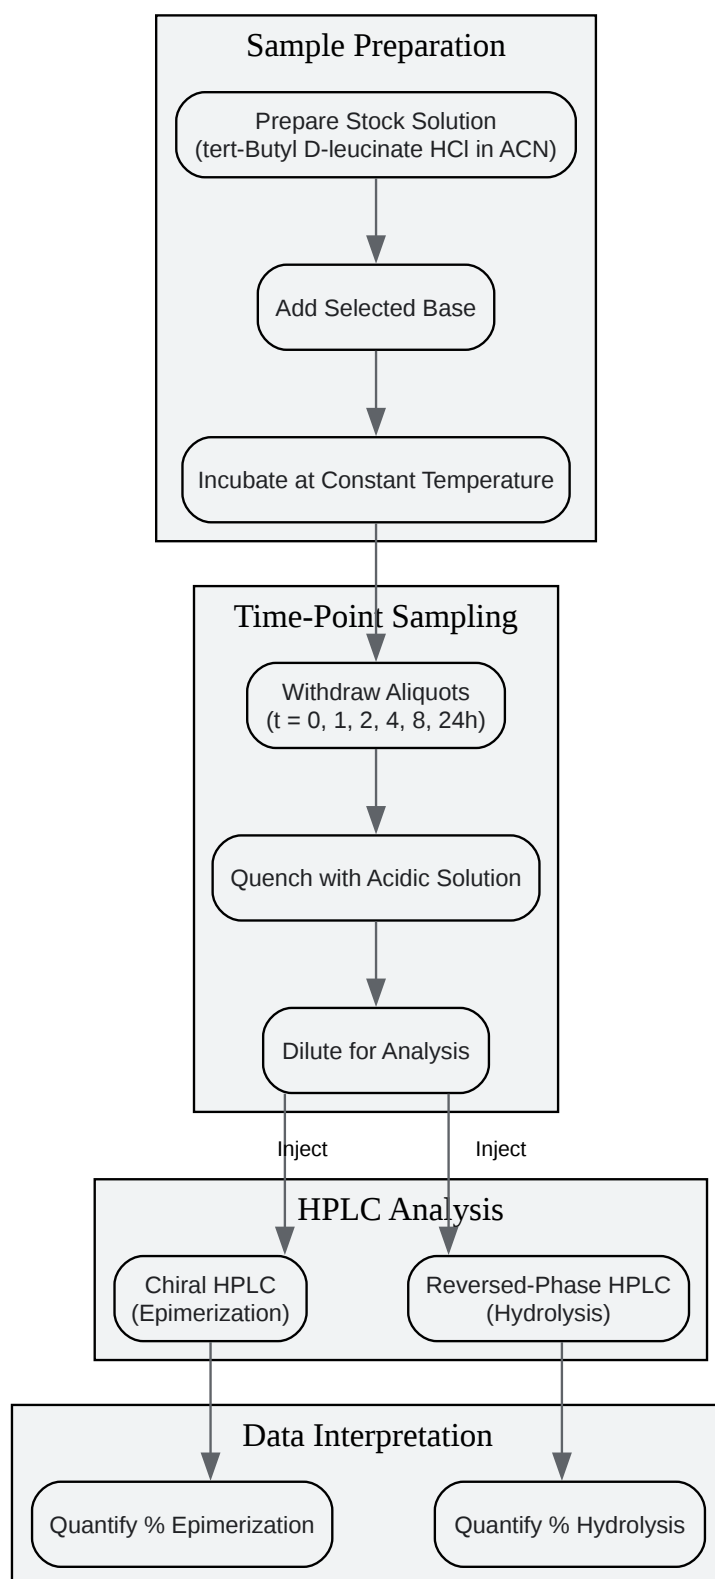 Sample Preparation
Prepare Stock Solution
(tert-Butyl D-leucinate HCl in ACN)
Add Selected Base
Incubate at Constant Temperature
Time-Point Sampling
Withdraw Aliquots
(t = 0, 1, 2, 4, 8, 24h)
Quench with Acidic Solution
Dilute for Analysis
Inject
Inject
HPLC Analysis
Chiral HPLC
(Epimerization)
Reversed-Phase HPLC
(Hydrolysis)
Data Interpretation
Quantify % Epimerization
Quantify % Hydrolysis